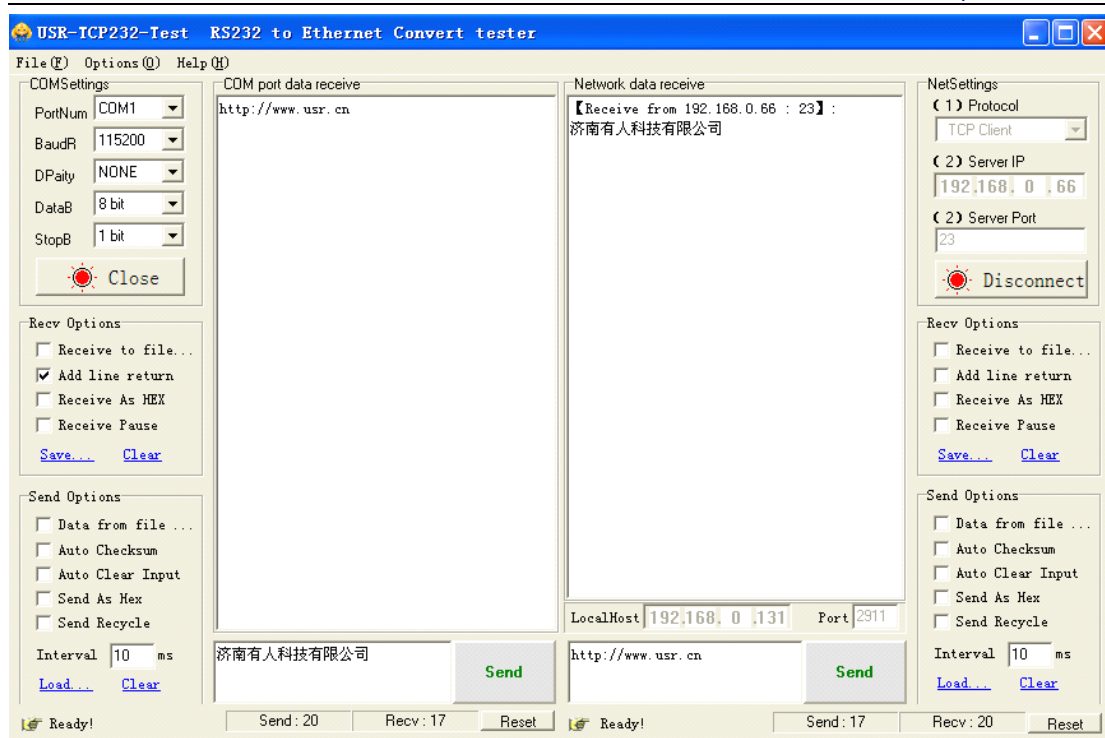 USR-TCP232-Test RS232 to Ethernet Convert tester
File(F) Options(O) Help(H)
COMSettings
PortNum COM1
BaudR 115200
DPaity NONE
DataB 8 bit
StopB 1 bit
Close
Recv Options
Receive to file...
Add line return
Receive As HEX
Receive Pause
Save... Clear
Send Options
Data from file ...
Auto Checksum
Auto Clear Input
Send As Hex
Send Recycle
Interval 10 ms
Load... Clear
COM port data receive
http://www.usr.cn
济南有人科技有限公司
Send
Network data receive
【Receive from 192.168.0.66 : 23】:
济南有人科技有限公司
LocalHost 192.168. 0 .131 Port 2911
http://www.usr.cn
Send
NetSettings
(1) Protocol
TCP Client
(2) Server IP
192.168. 0 .66
(2) Server Port
23
Disconnect
Recv Options
Receive to file...
Add line return
Receive As HEX
Receive Pause
Save... Clear
Send Options
Data from file ...
Auto Checksum
Auto Clear Input
Send As Hex
Send Recycle
Interval 10 ms
Load... Clear
Ready! Send : 20 Recv : 17 Reset
Ready! Send : 17 Recv : 20 Reset